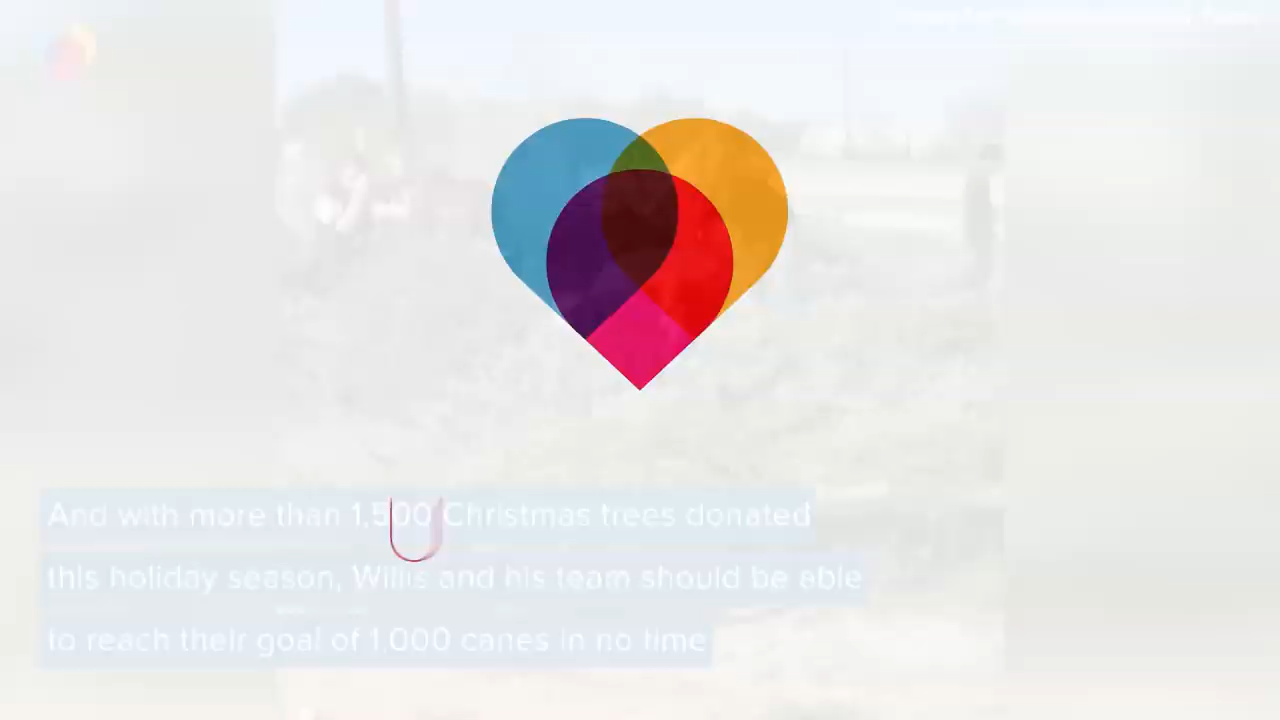 And with more than 1,500 Christmas trees donated
this holiday season, Willis and his team should be able
to reach their goal of 1,000 canes in no time
U